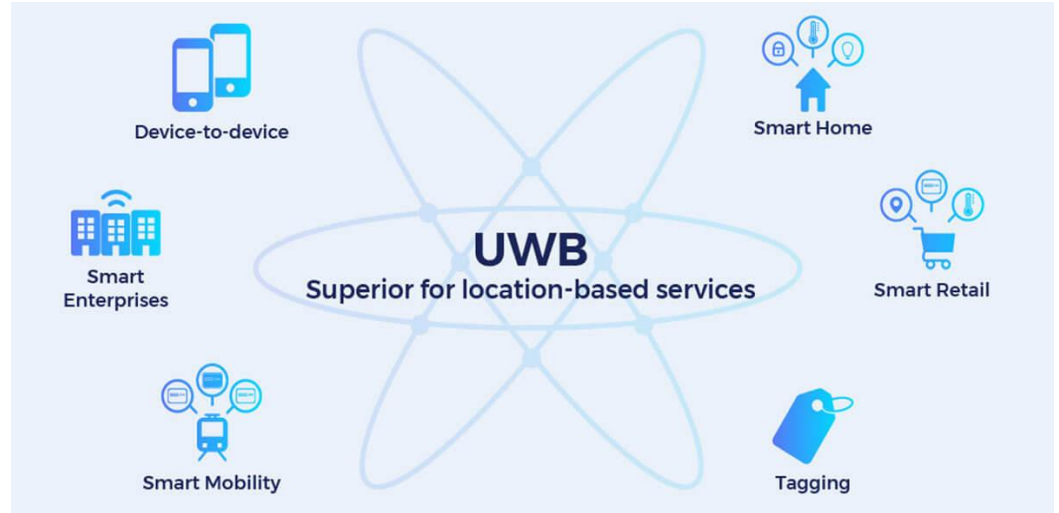 Device-to-device
Smart Home
UWB
Superior for location-based services
Smart
Enterprises
Smart Retail
Smart Mobility
Tagging